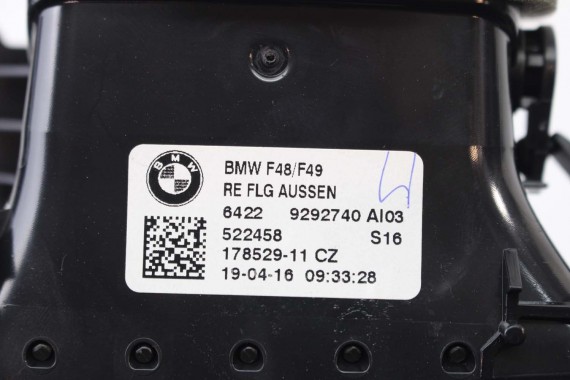 BMW
BMW F48/F49
RE FLG AUSSEN
6422 9292740 AI03
522458 S16
178529-11 CZ
19-04-16 09:33:28